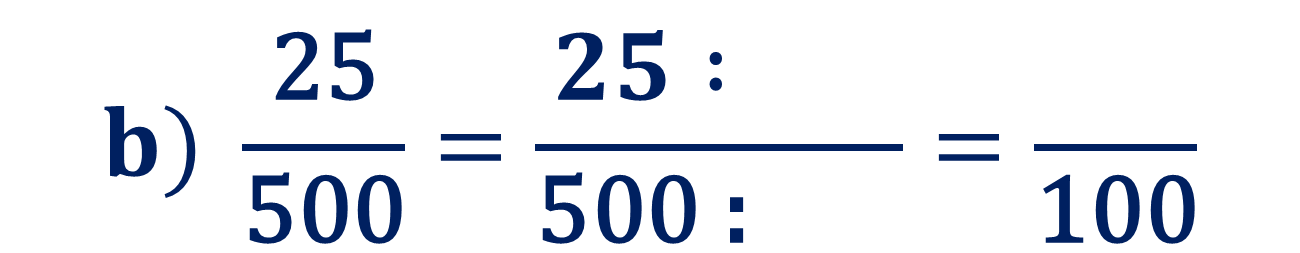 b) 25/500 = 25 : / 500 : = /100